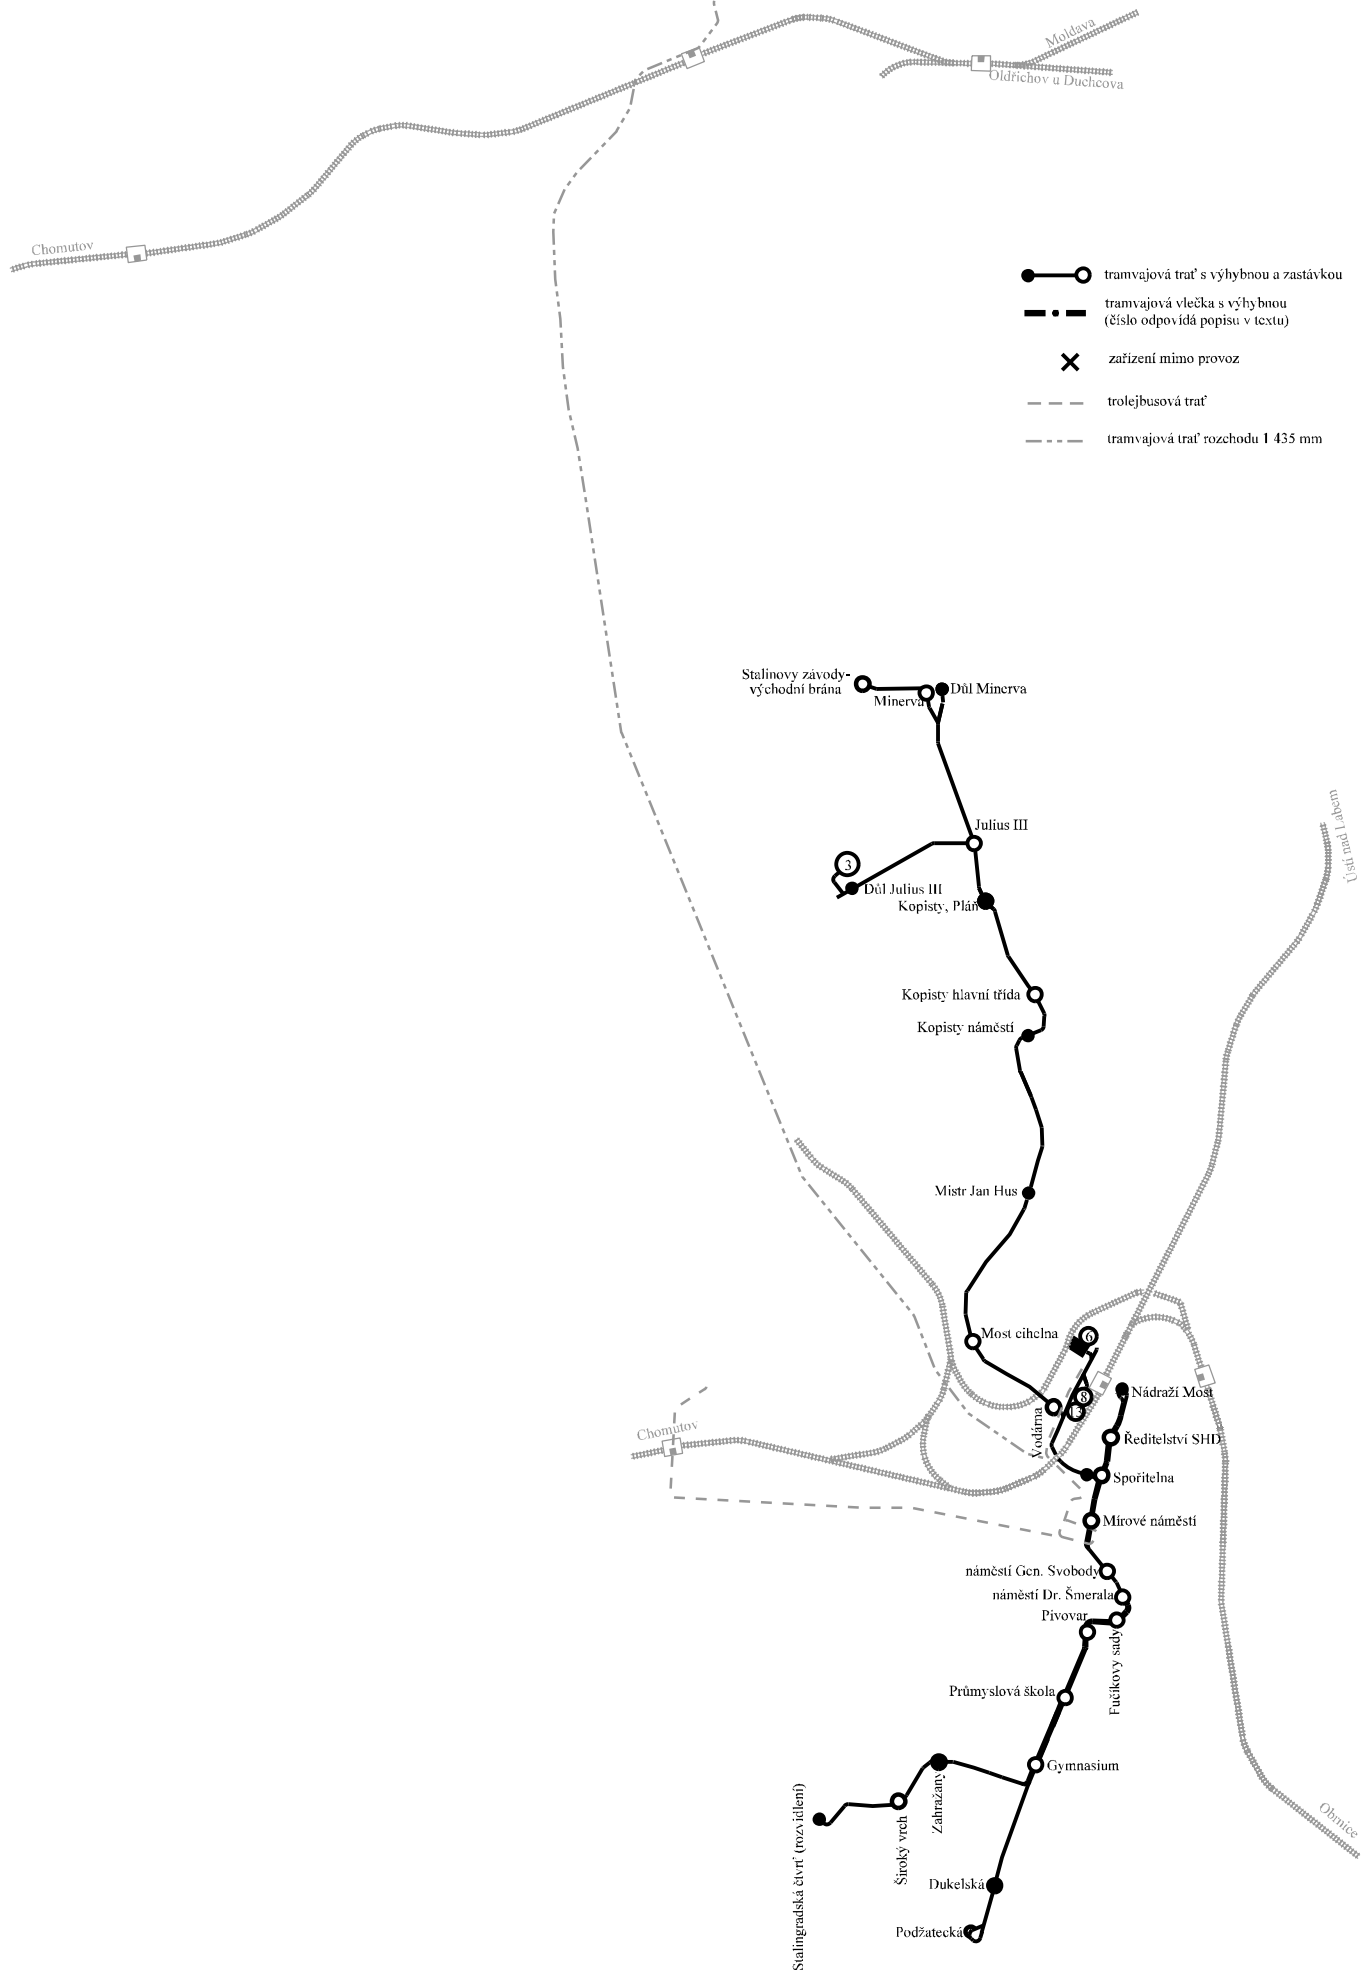 Moldava
Oldřichov u Duchcova
Chomutov
tramvajová trať s výhybnou a zastávkou
tramvajová vlečka s výhybnou
(číslo odpovídá popisu v textu)
zařízení mimo provoz
trolejbusová trať
tramvajová trať rozchodu 1 435 mm
Stalinovy závody-
východní brána
Minerva
Důl Minerva
Ústí nad Labem
Julius III
3
Důl Julius III
Kopisty, Pláň
Kopisty hlavní třída
Kopisty náměstí
Mistr Jan Hus
Most cihelna
6
8
13
Nádraží Most
Vodárna
Chomutov
Ředitelství SHD
Spořitelna
Mírové náměstí
náměstí Gen. Svobody
náměstí Dr. Šmerala
Pivovar
Fučíkovy sady
Průmyslová škola
Gymnasium
Zahražany
Široký vrch
Stalingradská čtvrť (rozvidlení)
Obrnice
Dukelská
Podžatecká